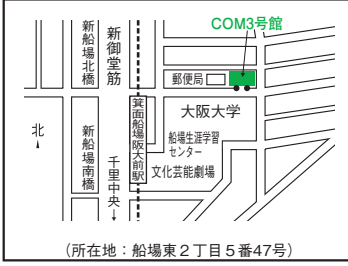 COM3号館
新船場北橋
新御堂筋
郵便局
箕面船場阪大前駅
大阪大学
北
新船場南橋
船場生涯学習
センター
文化芸能劇場
千里中央→
(所在地:船場東2丁目5番47号)